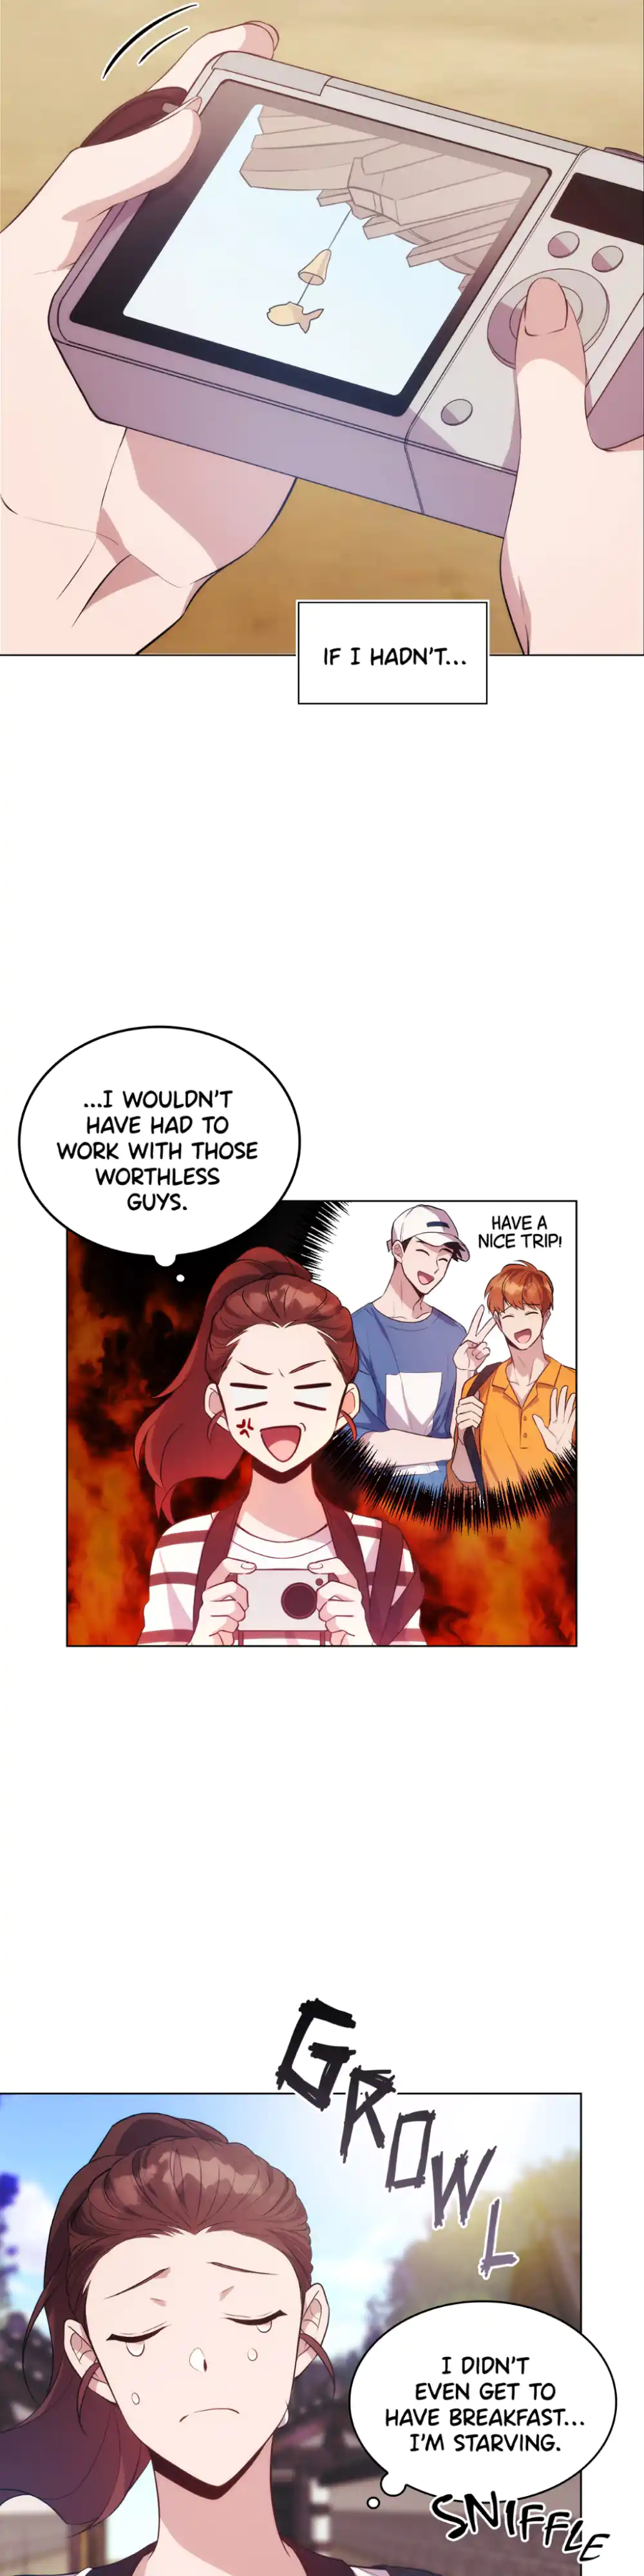 IF I HADN'T...
...I WOULDN'T
HAVE HAD TO
WORK WITH THOSE
WORTHLESS
GUYS.
HAVE A
NICE TRIP!
GROWL
I DIDN'T
EVEN GET TO
HAVE BREAKFAST...
I'M STARVING.
SNIFFLE